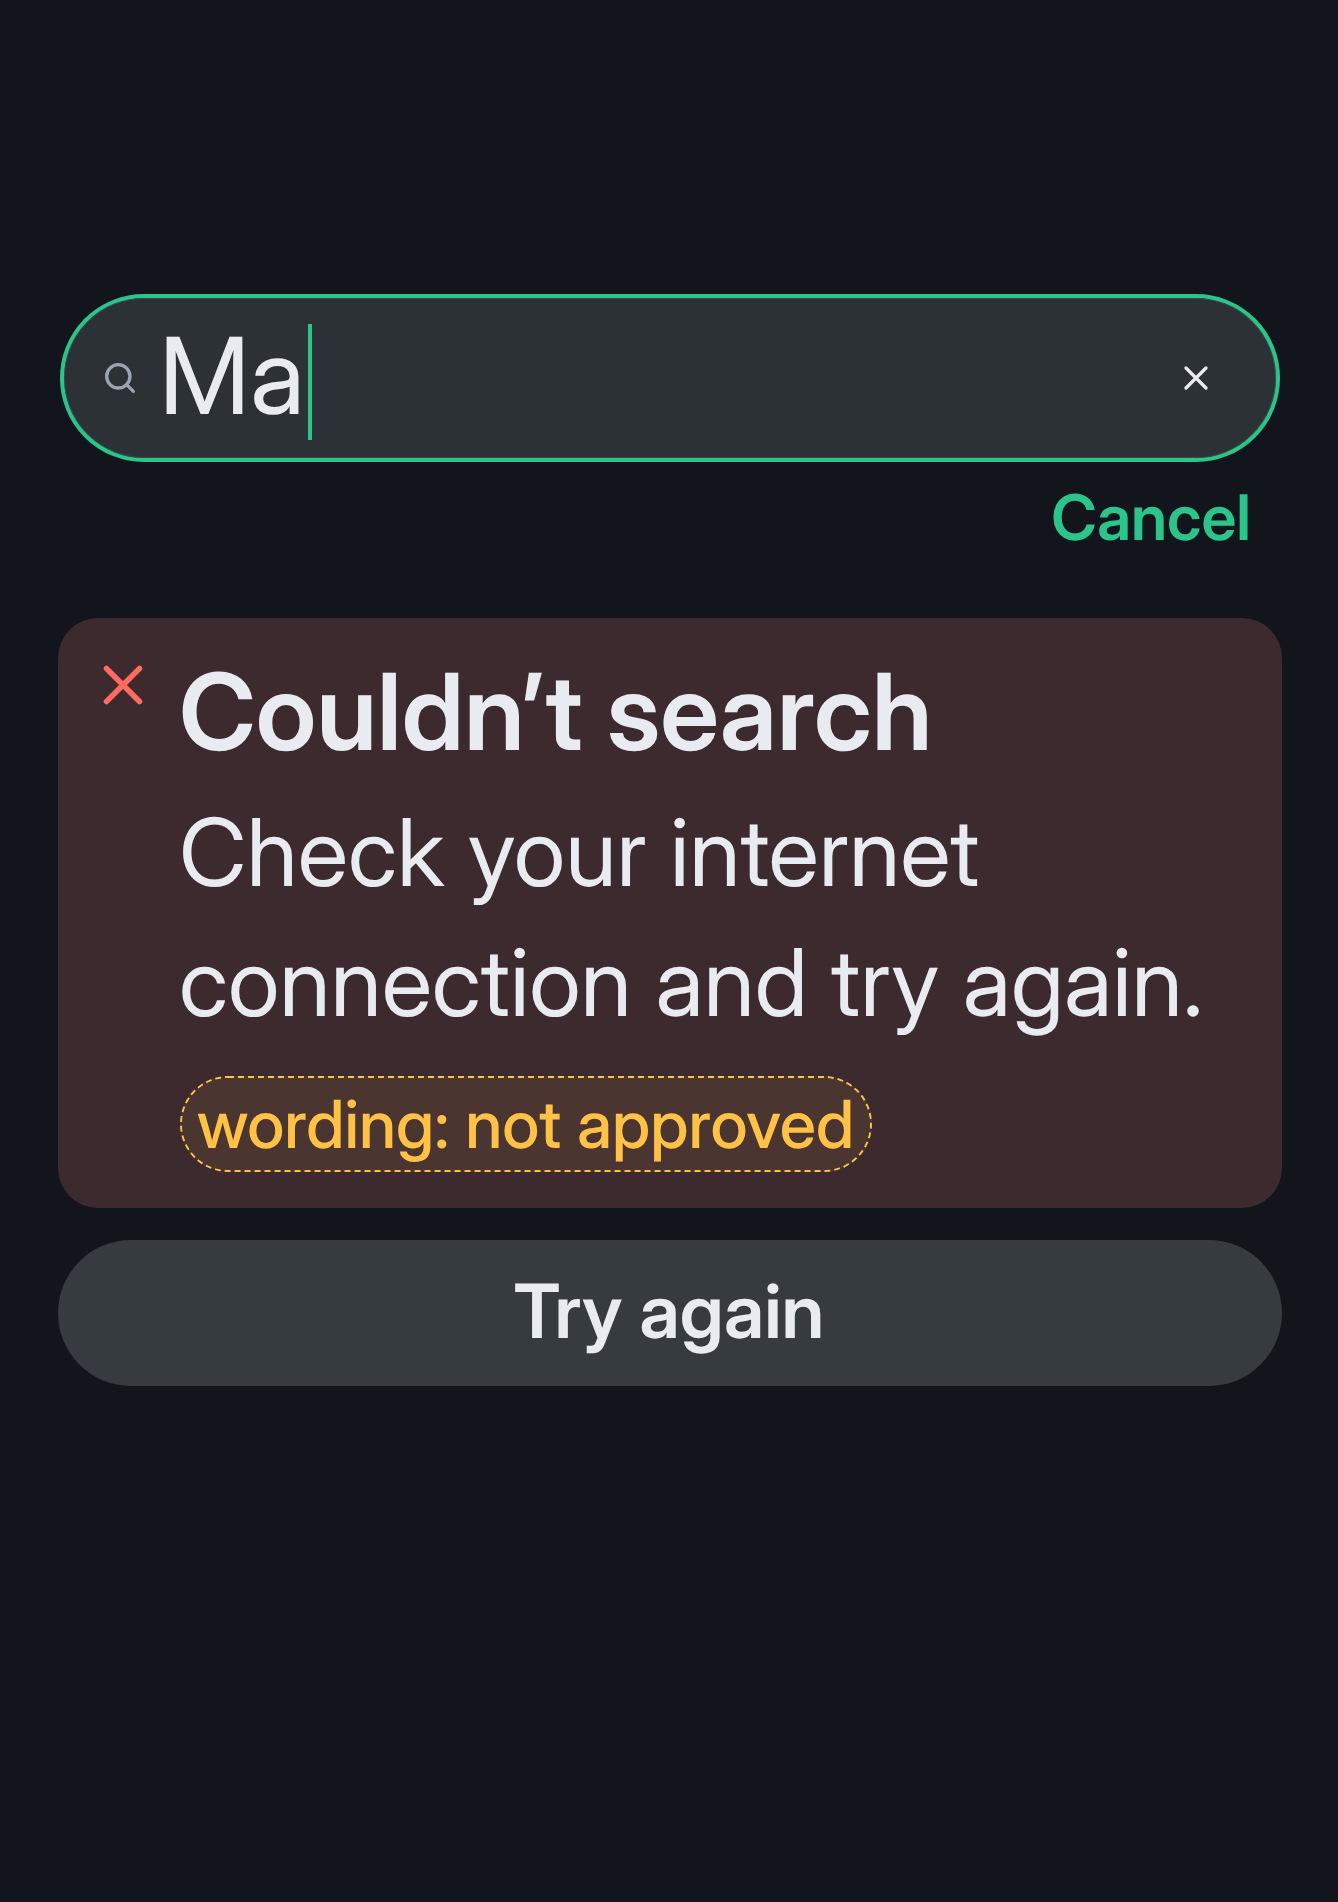 Ma
Cancel
Couldn’t search
Check your internet
connection and try again.
wording: not approved
Try again